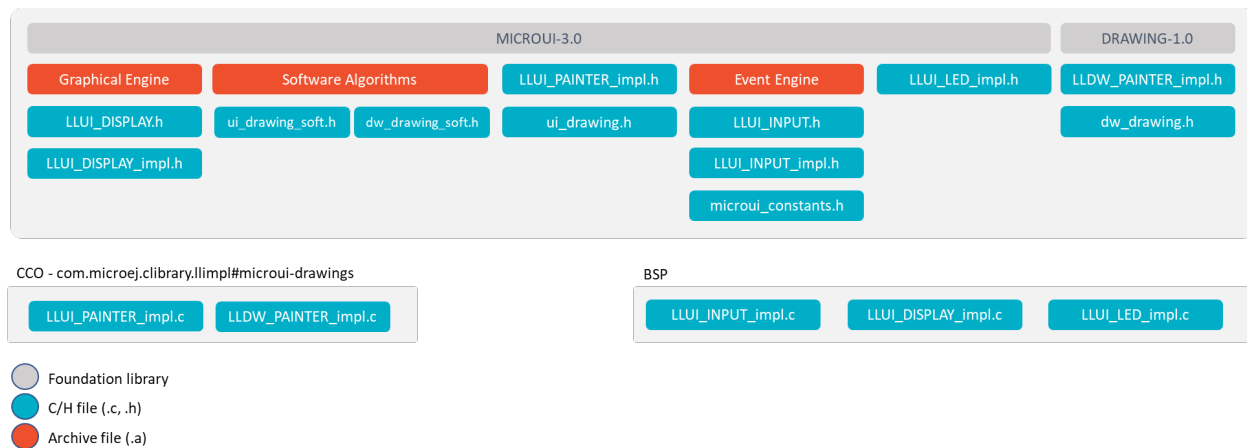 MICROUI-3.0
DRAWING-1.0
Graphical Engine
Software Algorithms
LLUI_PAINTER_impl.h
Event Engine
LLUI_LED_impl.h
LLDW_PAINTER_impl.h
LLUI_DISPLAY.h
ui_drawing_soft.h
dw_drawing_soft.h
ui_drawing.h
LLUI_INPUT.h
dw_drawing.h
LLUI_DISPLAY_impl.h
LLUI_INPUT_impl.h
microui_constants.h
CCO - com.microej.clibrary.llimpl#microui-drawings
BSP
LLUI_PAINTER_impl.c
LLDW_PAINTER_impl.c
LLUI_INPUT_impl.c
LLUI_DISPLAY_impl.c
LLUI_LED_impl.c
Foundation library
C/H file (.c, .h)
Archive file (.a)